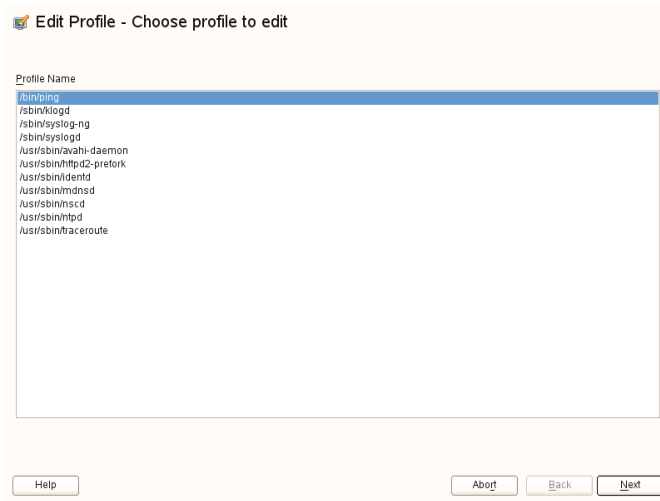 Edit Profile - Choose profile to edit
Profile Name
/bin/ping
/sbin/klogd
/sbin/syslog-ng
/sbin/syslogd
/usr/sbin/avahi-daemon
/usr/sbin/httpd2-prefork
/usr/sbin/identd
/usr/sbin/mdnsd
/usr/sbin/nscd
/usr/sbin/ntpd
/usr/sbin/traceroute
Help Abort Back Next